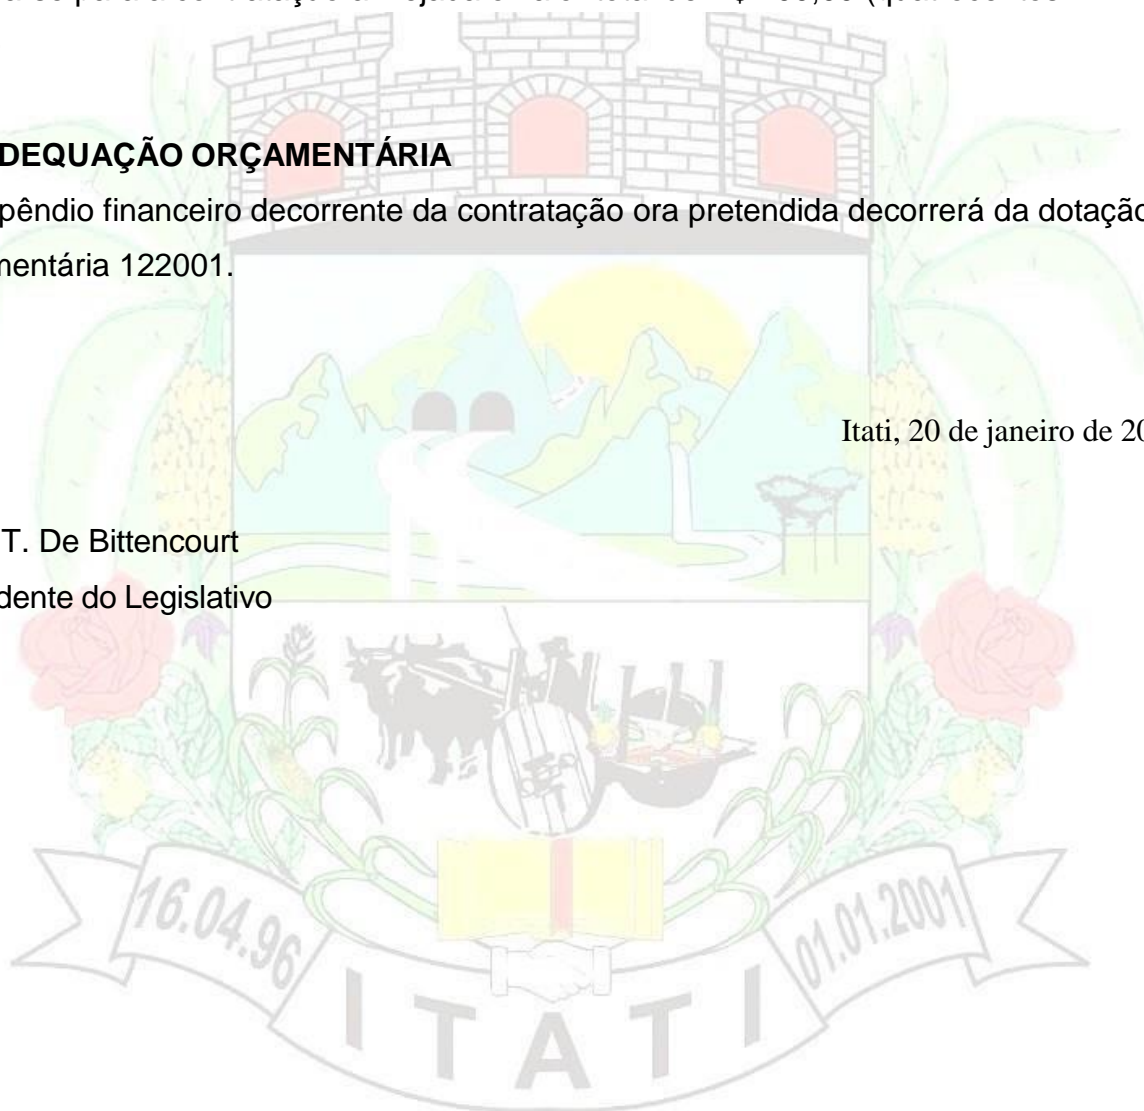 DEQUAÇÃO ORÇAMENTÁRIA
pêndio financeiro decorrente da contratação ora pretendida decorrerá da dotação
mentária 122001.
Itati, 20 de janeiro de 20
T. De Bittencourt
dente do Legislativo
16.04.96
01.01.2001
ITATI